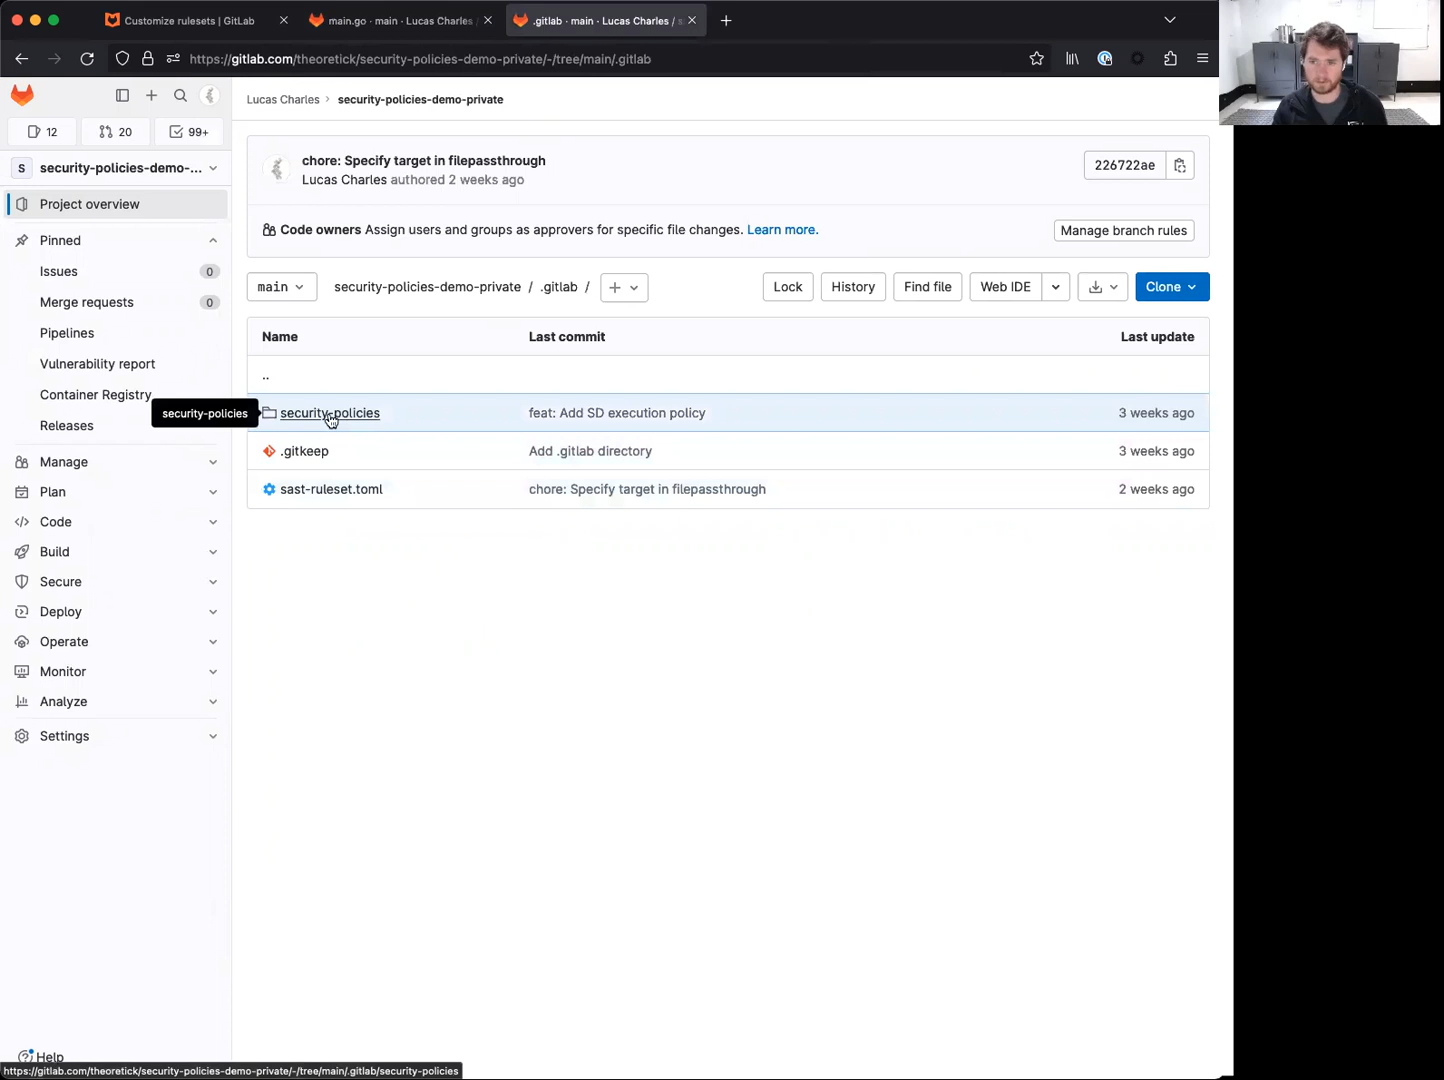 Customize rulesets | GitLab
main.go · main · Lucas Charles /
.gitlab · main · Lucas Charles /
https://gitlab.com/theoretick/security-policies-demo-private/-/tree/main/.gitlab
Lucas Charles › security-policies-demo-private
12
20
99+
S security-policies-demo-...
Project overview
Pinned
Issues 0
Merge requests 0
Pipelines
Vulnerability report
Container Registry
Releases
Manage
Plan
Code
Build
Secure
Deploy
Operate
Monitor
Analyze
Settings
Help
chore: Specify target in filepassthrough
Lucas Charles authored 2 weeks ago
226722ae
Code owners Assign users and groups as approvers for specific file changes. Learn more.
Manage branch rules
main
security-policies-demo-private / .gitlab /
Lock
History
Find file
Web IDE
Clone
Name Last commit Last update
..
security-policies
security-policies feat: Add SD execution policy 3 weeks ago
.gitkeep Add .gitlab directory 3 weeks ago
sast-ruleset.toml chore: Specify target in filepassthrough 2 weeks ago
https://gitlab.com/theoretick/security-policies-demo-private/-/tree/main/.gitlab/security-policies